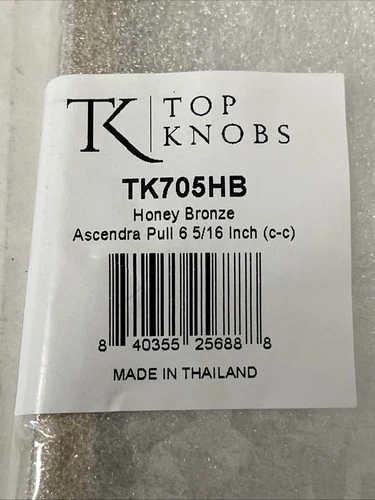 TK TOP
KNOBS
TK705HB
Honey Bronze
Ascendra Pull 6 5/16 Inch (c-c)
8 40355 25688 8
MADE IN THAILAND